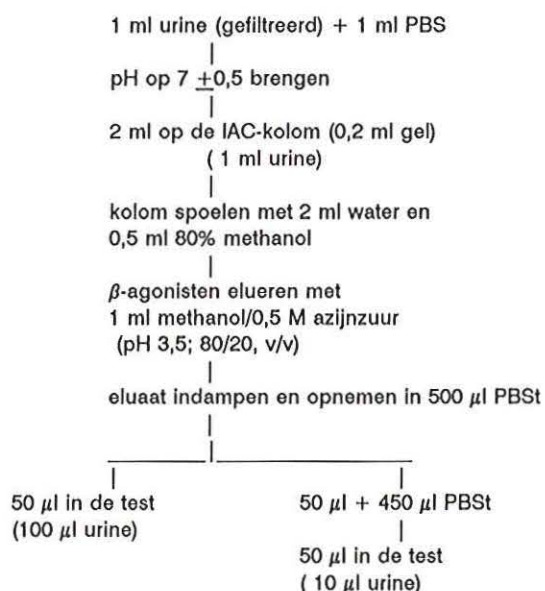 1 ml urine (gefiltreerd) + 1 ml PBS
pH op 7 ±0,5 brengen
2 ml op de IAC-kolom (0,2 ml gel)
( 1 ml urine)
kolom spoelen met 2 ml water en
0,5 ml 80% methanol
β-agonisten elueren met
1 ml methanol/0,5 M azijnzuur
(pH 3,5; 80/20, v/v)
eluaat indampen en opnemen in 500 μl PBSt
50 μl in de test
(100 μl urine)
50 μl + 450 μl PBSt
50 μl in de test
( 10 μl urine)